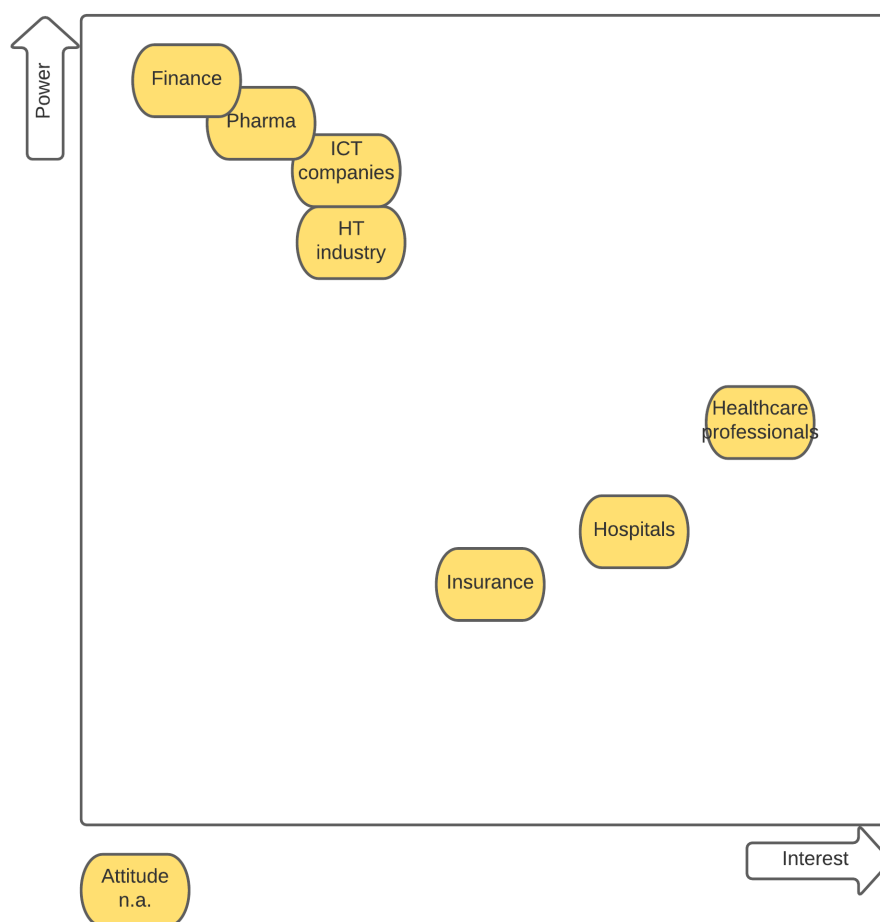 Power
Finance
Pharma
ICT
companies
HT
industry
Healthcare
professionals
Hospitals
Insurance
Interest
Attitude
n.a.